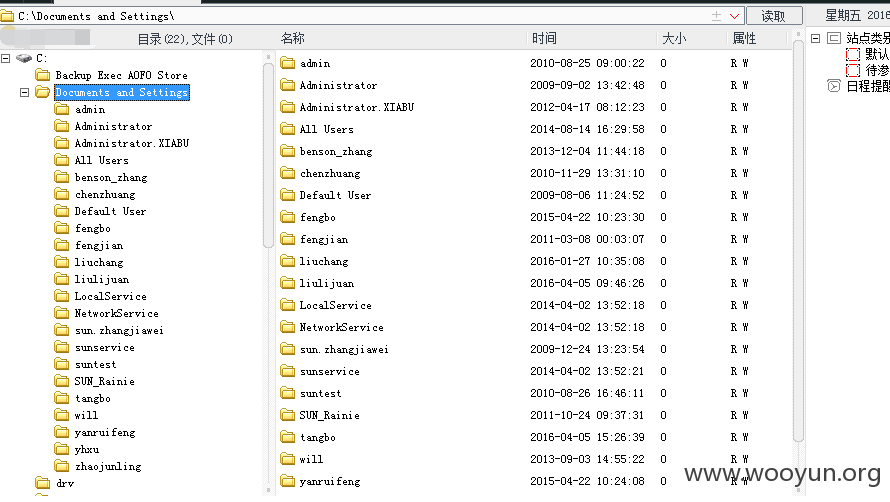 C:\Documents and Settings\
读取
星期五 2016
目录(22),文件(0)
名称 时间 大小 属性
C:
Backup Exec AOFO Store
Documents and Settings
admin
Administrator
Administrator.XIABU
All Users
benson_zhang
chenzhuang
Default User
fengbo
fengjian
liuchang
liulijuan
LocalService
NetworkService
sun.zhangjiawei
sunservice
suntest
SUN_Rainie
tangbo
will
yanruifeng
yhxu
zhaojunling
drv
admin 2010-08-25 09:00:22 0 R W
Administrator 2009-09-02 13:42:48 0 R W
Administrator.XIABU 2012-04-17 08:12:23 0 R W
All Users 2014-08-14 16:29:58 0 R W
benson_zhang 2013-12-04 11:44:18 0 R W
chenzhuang 2010-11-29 13:31:10 0 R W
Default User 2009-08-06 11:24:52 0 R W
fengbo 2015-04-22 10:23:30 0 R W
fengjian 2011-03-08 00:03:07 0 R W
liuchang 2016-01-27 10:35:08 0 R W
liulijuan 2016-04-05 09:46:26 0 R W
LocalService 2014-04-02 13:52:18 0 R W
NetworkService 2014-04-02 13:52:18 0 R W
sun.zhangjiawei 2009-12-24 13:23:54 0 R W
sunservice 2014-04-02 13:52:21 0 R W
suntest 2010-08-26 16:46:11 0 R W
SUN_Rainie 2011-10-24 09:37:31 0 R W
tangbo 2016-04-05 15:26:39 0 R W
will 2013-09-03 14:55:22 0 R W
yanruifeng 2015-04-22 10:24:08 0 R W
站点类别
默认
待渗
日程提醒
www.wooyun.org